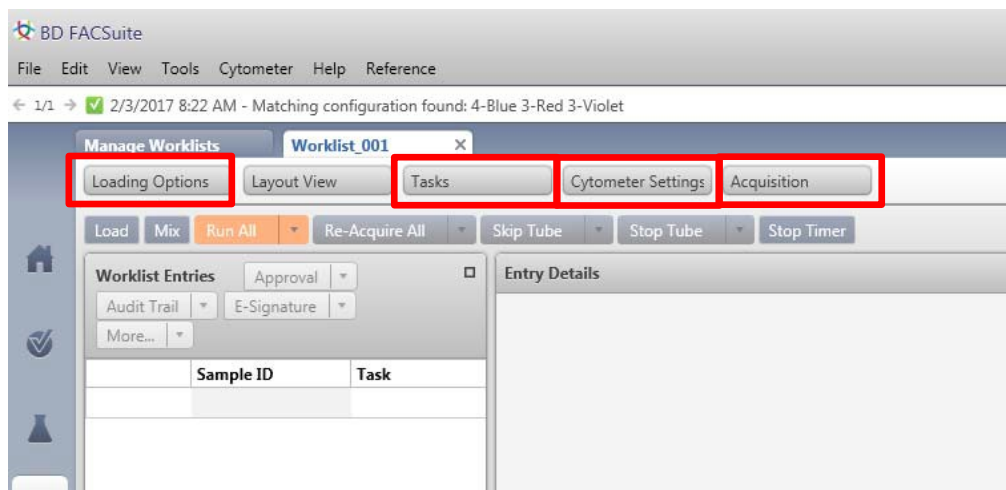 BD FACSuite
File Edit View Tools Cytometer Help Reference
1/1 2/3/2017 8:22 AM - Matching configuration found: 4-Blue 3-Red 3-Violet
Manage Worklists Worklist_001
Loading Options Layout View Tasks Cytometer Settings Acquisition
Load Mix Run All Re-Acquire All Skip Tube Stop Tube Stop Timer
Worklist Entries Approval Entry Details
Audit Trail E-Signature
More...
Sample ID Task